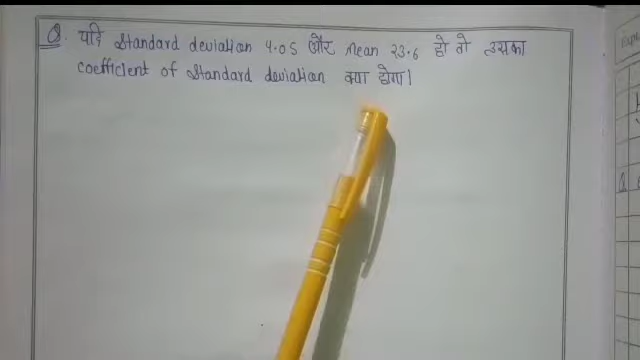 Q. यदि Standard deviation 4.05 और Mean 23.6 हो तो उसका
coefficient of Standard deviation क्या होगा।